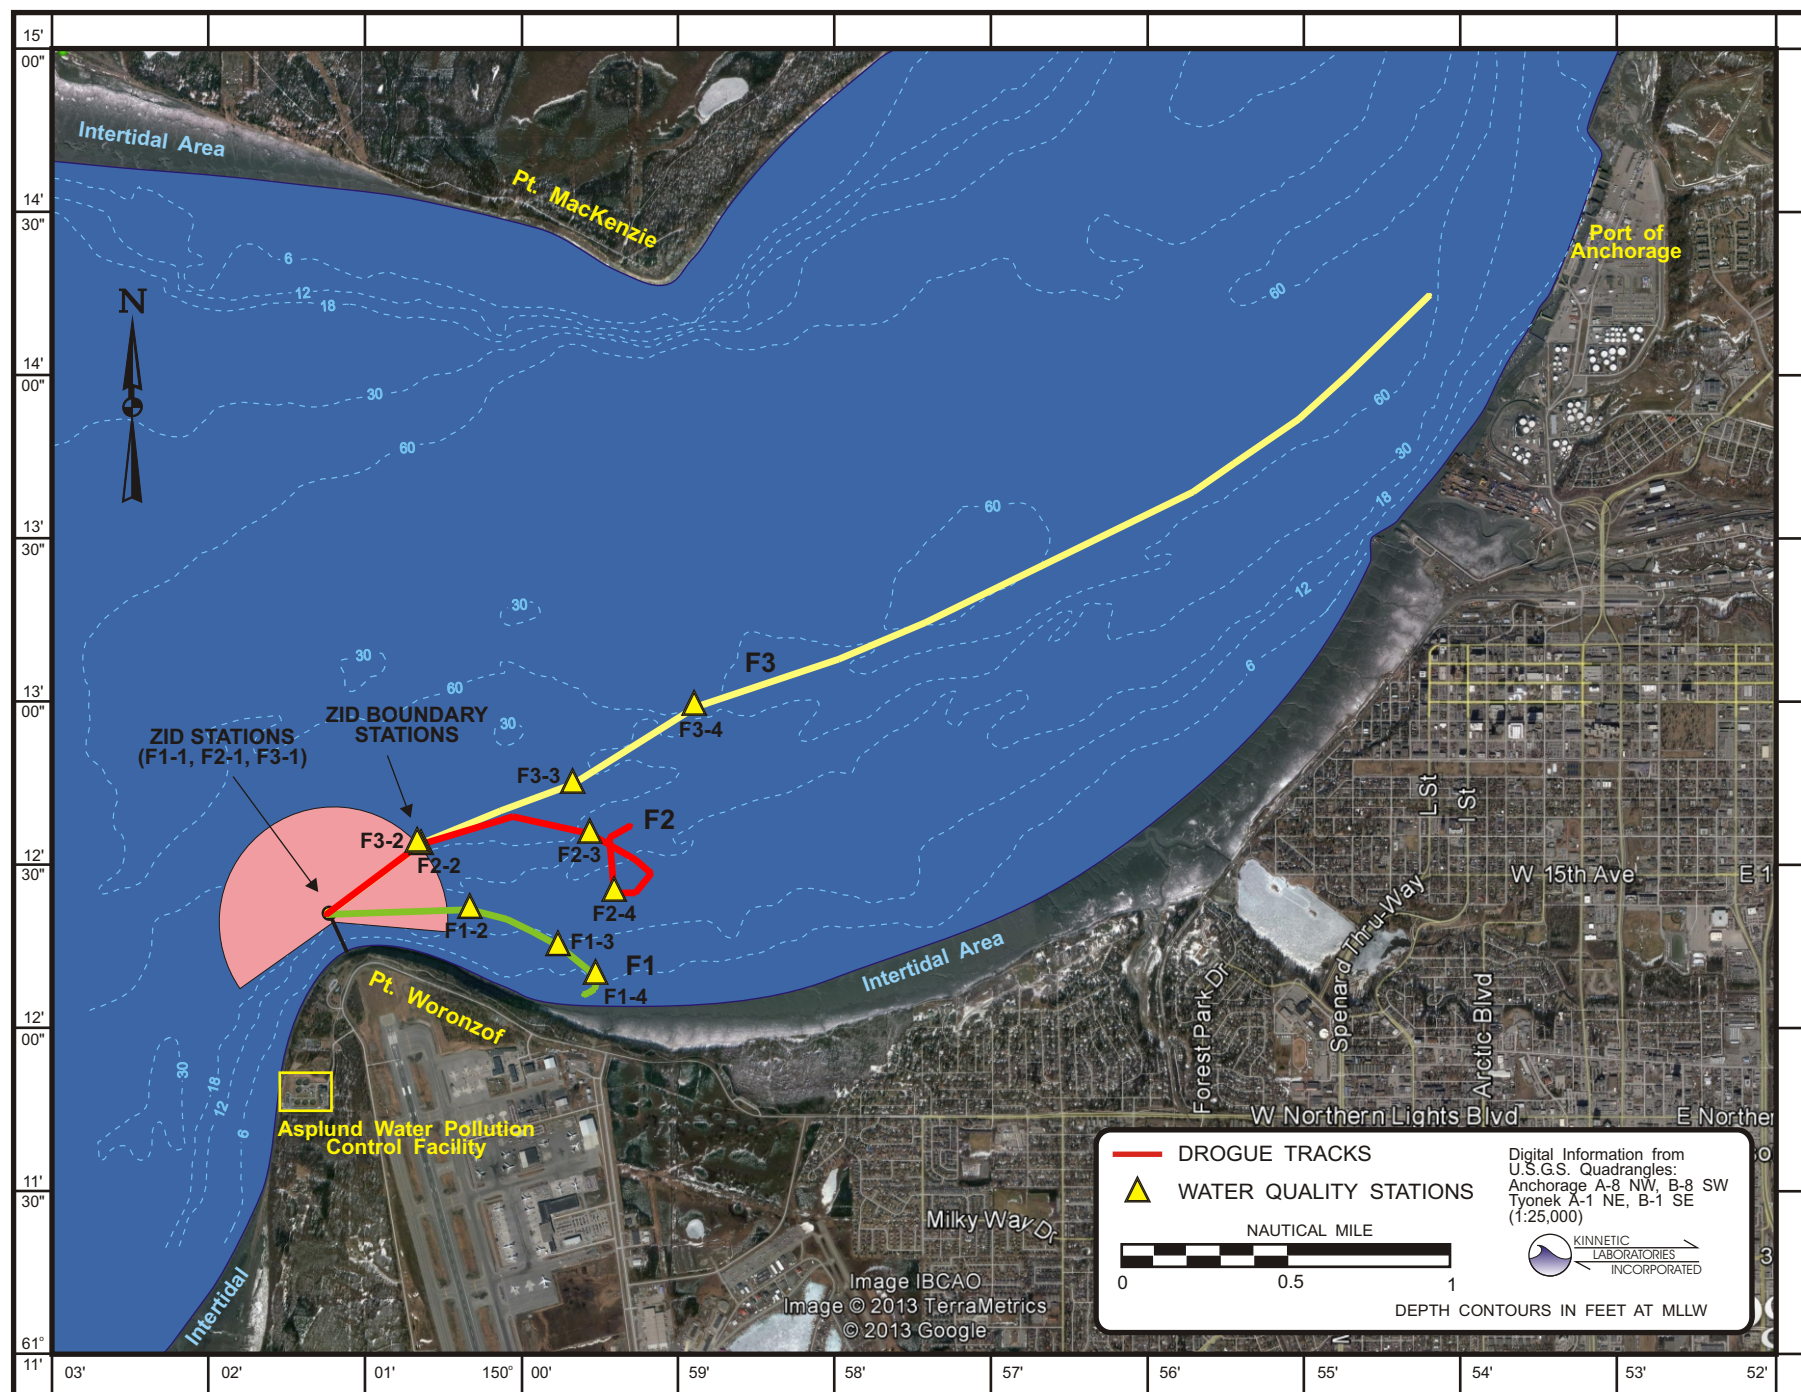 15'
00"
Intertidal Area
Pt. MacKenzie
14'
30"
Port of
Anchorage
6
12
18
60
N
14'
00"
30
60
60
30
18
60
13'
30"
12
30
30
6
60
30
F3
13'
00"
ZID BOUNDARY
STATIONS
ZID STATIONS
(F1-1, F2-1, F3-1)
F3-4
F3-3
L St
I St
F3-2
F2-2
F2
F2-3
12'
30"
W 15th Ave
E 1
F2-4
F1-2
F1-3
F1
F1-4
Intertidal Area
Spenard Thru-Way
Forest Park Dr
Arctic Blvd
Pt. Woronzof
12'
00"
30
18
12
6
W Northern Lights Blvd
E Norther
Asplund Water Pollution
Control Facility
11'
30"
Milky Way Dr
Intertidal
DROGUE TRACKS
WATER QUALITY STATIONS
NAUTICAL MILE
0
0.5
1
Digital Information from
U.S.G.S. Quadrangles:
Anchorage A-8 NW, B-8 SW
Tyonek A-1 NE, B-1 SE
(1:25,000)
KINNETIC
LABORATORIES
INCORPORATED
DEPTH CONTOURS IN FEET AT MLLW
Image IBCAO
Image © 2013 TerraMetrics
© 2013 Google
61°
11'
03'
02'
01'
150° 00'
59'
58'
57'
56'
55'
54'
53'
52'